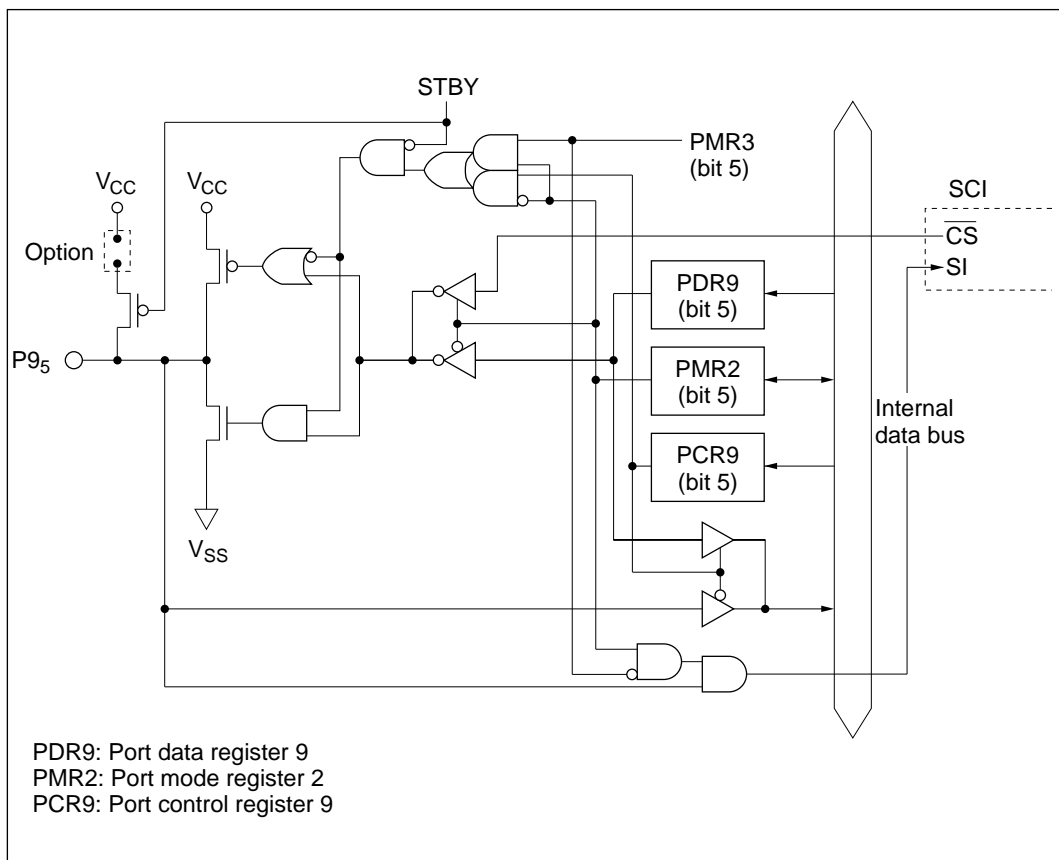 STBY
PMR3
(bit 5)
VCC
VCC
SCI
Option
CS
SI
PDR9
(bit 5)
P95
PMR2
(bit 5)
Internal
data bus
PCR9
(bit 5)
VSS
PDR9: Port data register 9
PMR2: Port mode register 2
PCR9: Port control register 9